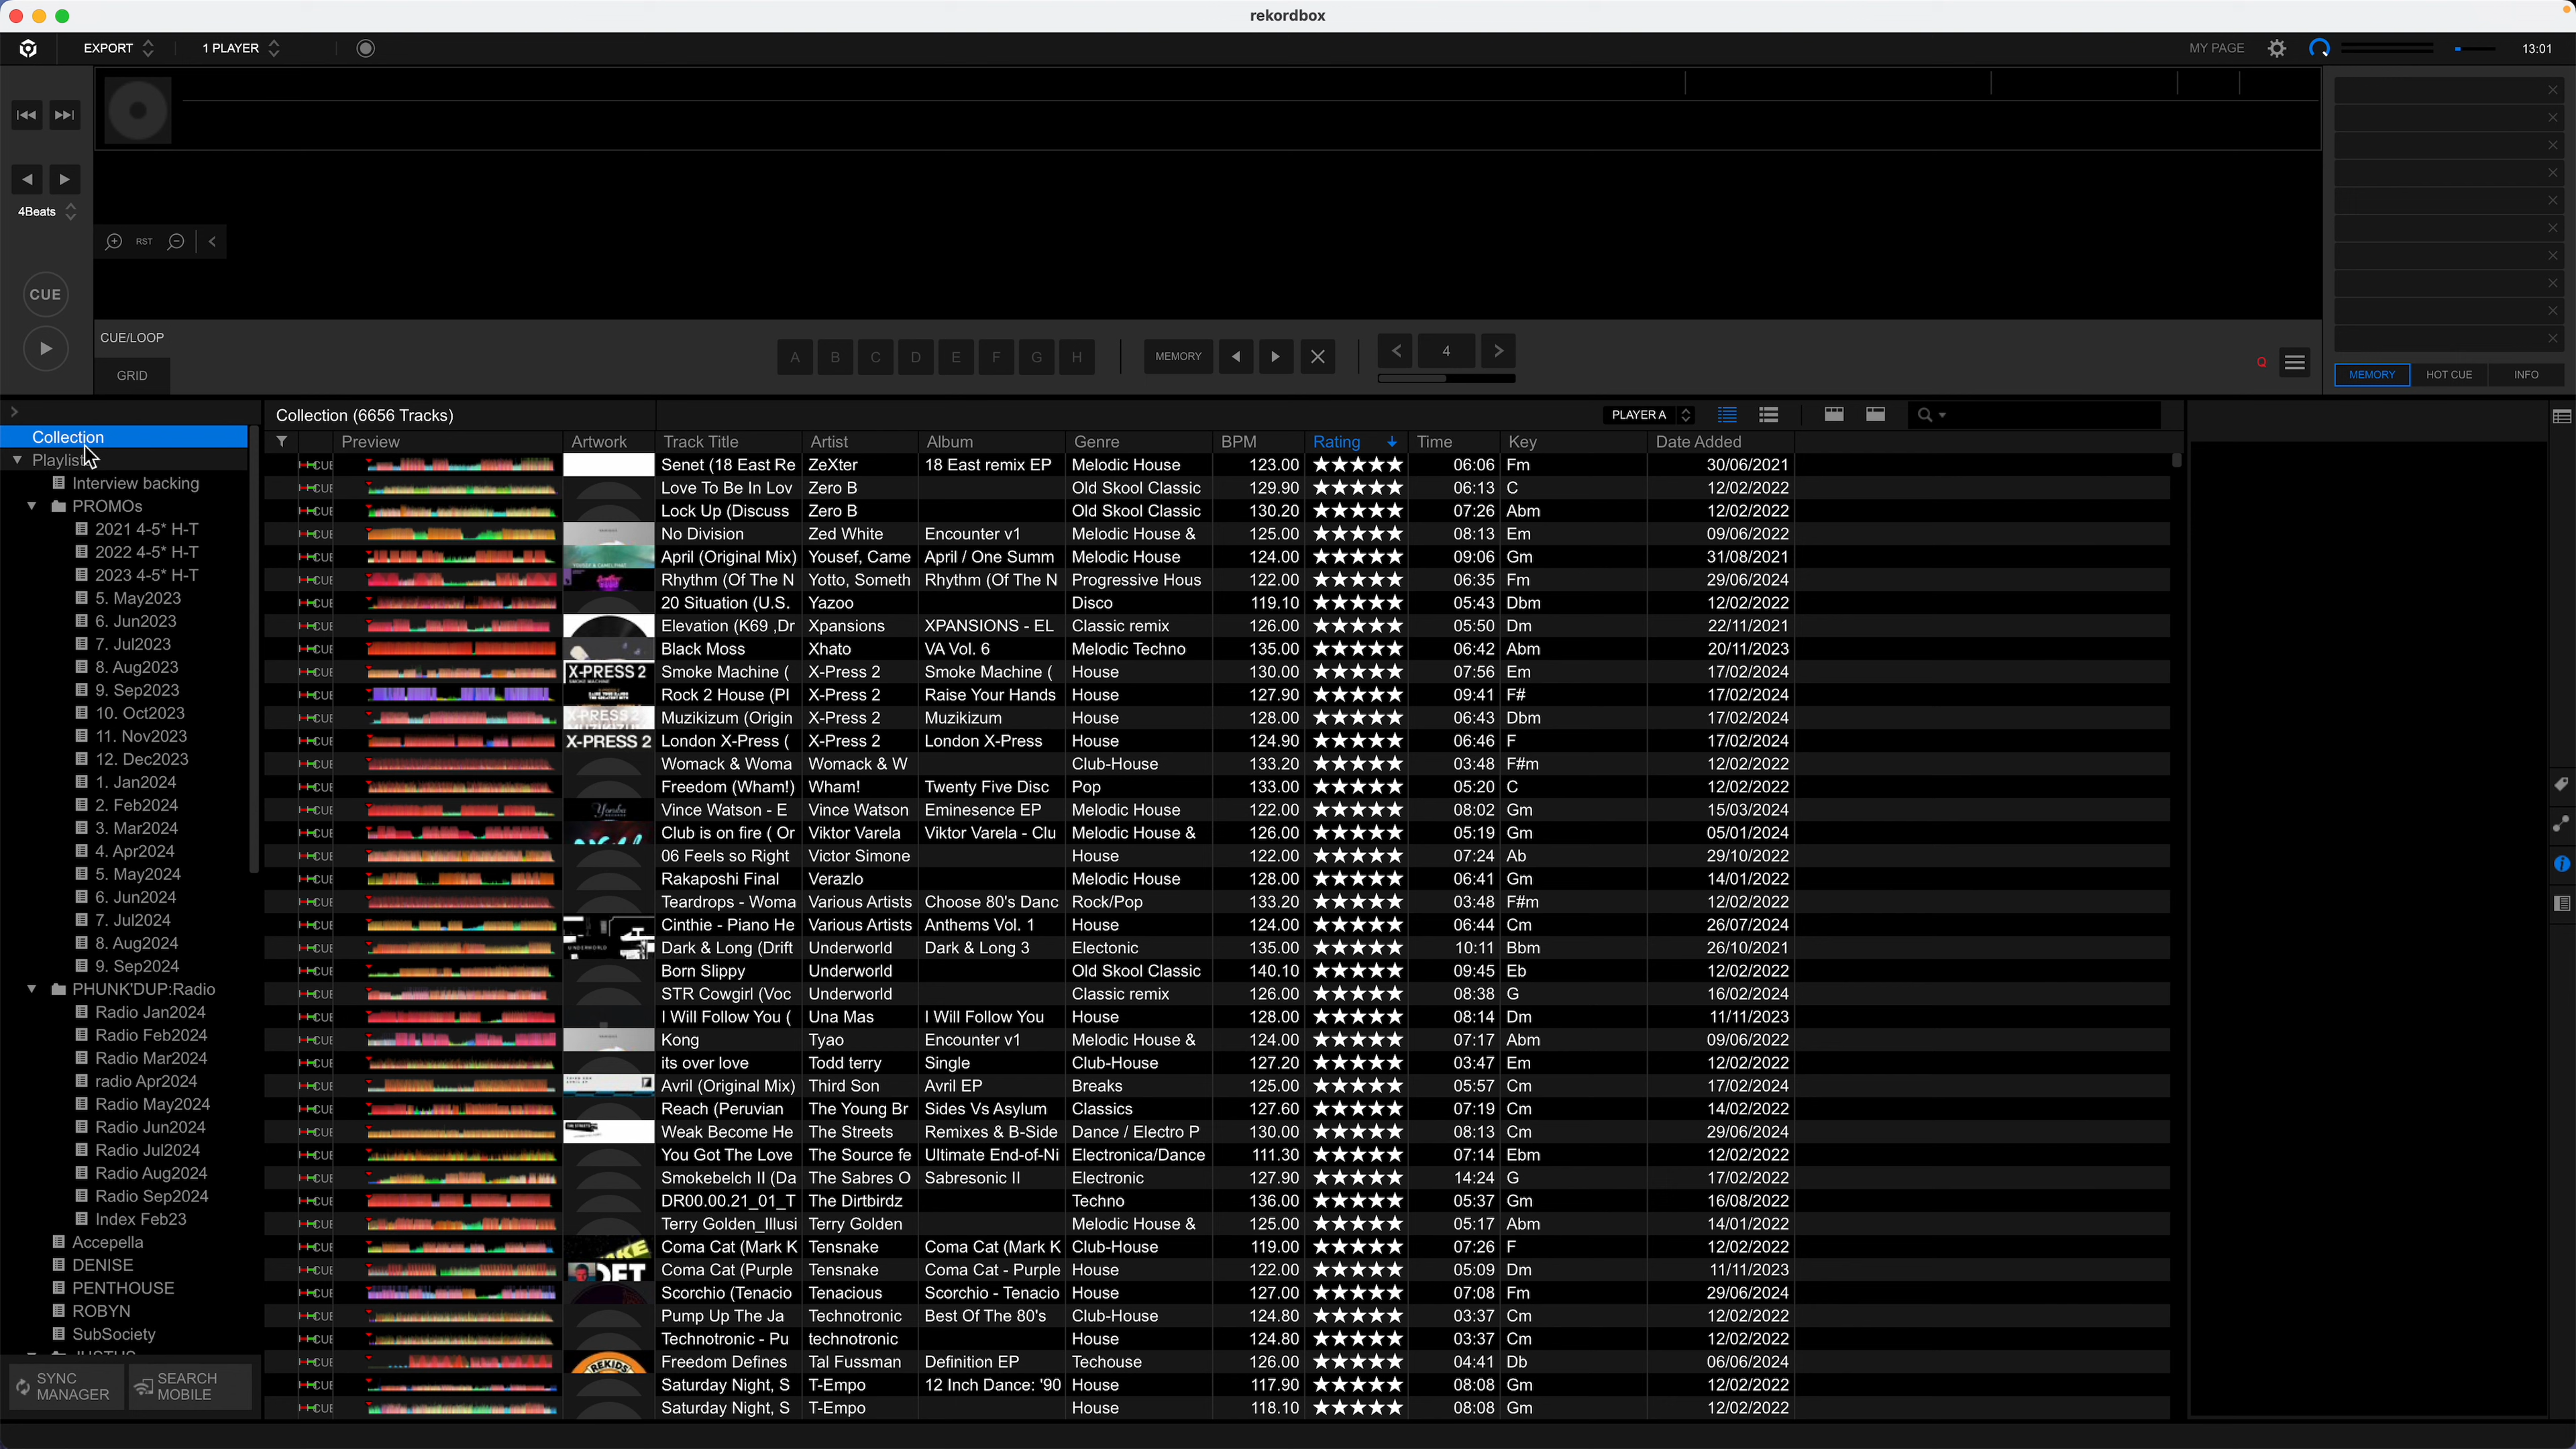 rekordbox
EXPORT 1 PLAYER MY PAGE 13:01
4Beats
RST
CUE
CUE/LOOP
GRID
A B C D E F G H MEMORY 4 Q
MEMORY HOT CUE INFO
Collection (6656 Tracks) PLAYER A
Collection
Playlist
Interview backing
PROMOs
2021 4-5* H-T
2022 4-5* H-T
2023 4-5* H-T
5. May2023
6. Jun2023
7. Jul2023
8. Aug2023
9. Sep2023
10. Oct2023
11. Nov2023
12. Dec2023
1. Jan2024
2. Feb2024
3. Mar2024
4. Apr2024
5. May2024
6. Jun2024
7. Jul2024
8. Aug2024
9. Sep2024
PHUNK'DUP:Radio
Radio Jan2024
Radio Feb2024
Radio Mar2024
radio Apr2024
Radio May2024
Radio Jun2024
Radio Jul2024
Radio Aug2024
Radio Sep2024
Index Feb23
Accepella
DENISE
PENTHOUSE
ROBYN
SubSociety
SYNC MANAGER
SEARCH MOBILE
Preview Artwork Track Title Artist Album Genre BPM Rating Time Key Date Added
Senet (18 East Re ZeXter 18 East remix EP Melodic House 123.00 ★★★★★ 06:06 Fm 30/06/2021
Love To Be In Lov Zero B Old Skool Classic 129.90 ★★★★★ 06:13 C 12/02/2022
Lock Up (Discuss Zero B Old Skool Classic 130.20 ★★★★★ 07:26 Abm 12/02/2022
No Division Zed White Encounter v1 Melodic House & 125.00 ★★★★★ 08:13 Em 09/06/2022
April (Original Mix) Yousef, Came April / One Summ Melodic House 124.00 ★★★★★ 09:06 Gm 31/08/2021
Rhythm (Of The N Yotto, Someth Rhythm (Of The N Progressive Hous 122.00 ★★★★★ 06:35 Fm 29/06/2024
20 Situation (U.S. Yazoo Disco 119.10 ★★★★★ 05:43 Dbm 12/02/2022
Elevation (K69 ,Dr Xpansions XPANSIONS - EL Classic remix 126.00 ★★★★★ 05:50 Dm 22/11/2021
Black Moss Xhato VA Vol. 6 Melodic Techno 135.00 ★★★★★ 06:42 Abm 20/11/2023
X-PRESS 2 Smoke Machine ( X-Press 2 Smoke Machine ( House 130.00 ★★★★★ 07:56 Em 17/02/2024
Rock 2 House (Pl X-Press 2 Raise Your Hands House 127.90 ★★★★★ 09:41 F# 17/02/2024
X-PRESS 2 Muzikizum (Origin X-Press 2 Muzikizum House 128.00 ★★★★★ 06:43 Dbm 17/02/2024
X-PRESS 2 London X-Press ( X-Press 2 London X-Press House 124.90 ★★★★★ 06:46 F 17/02/2024
Womack & Woma Womack & W Club-House 133.20 ★★★★★ 03:48 F#m 12/02/2022
Freedom (Wham!) Wham! Twenty Five Disc Pop 133.00 ★★★★★ 05:20 C 12/02/2022
Vince Watson - E Vince Watson Eminesence EP Melodic House 122.00 ★★★★★ 08:02 Gm 15/03/2024
Club is on fire ( Or Viktor Varela Viktor Varela - Clu Melodic House & 126.00 ★★★★★ 05:19 Gm 05/01/2024
06 Feels so Right Victor Simone House 122.00 ★★★★★ 07:24 Ab 29/10/2022
Rakaposhi Final Verazlo Melodic House 128.00 ★★★★★ 06:41 Gm 14/01/2022
Teardrops - Woma Various Artists Choose 80's Danc Rock/Pop 133.20 ★★★★★ 03:48 F#m 12/02/2022
Cinthie - Piano He Various Artists Anthems Vol. 1 House 124.00 ★★★★★ 06:44 Cm 26/07/2024
UNDERWORLD Dark & Long (Drift Underworld Dark & Long 3 Electonic 135.00 ★★★★★ 10:11 Bbm 26/10/2021
Born Slippy Underworld Old Skool Classic 140.10 ★★★★★ 09:45 Eb 12/02/2022
STR Cowgirl (Voc Underworld Classic remix 126.00 ★★★★★ 08:38 G 16/02/2024
I Will Follow You ( Una Mas I Will Follow You House 128.00 ★★★★★ 08:14 Dm 11/11/2023
Kong Tyao Encounter v1 Melodic House & 124.00 ★★★★★ 07:17 Abm 09/06/2022
its over love Todd terry Single Club-House 127.20 ★★★★★ 03:47 Em 12/02/2022
Avril (Original Mix) Third Son Avril EP Breaks 125.00 ★★★★★ 05:57 Cm 17/02/2024
Reach (Peruvian The Young Br Sides Vs Asylum Classics 127.60 ★★★★★ 07:19 Cm 14/02/2022
Weak Become He The Streets Remixes & B-Side Dance / Electro P 130.00 ★★★★★ 08:13 Cm 29/06/2024
You Got The Love The Source fe Ultimate End-of-Ni Electronica/Dance 111.30 ★★★★★ 07:14 Ebm 12/02/2022
Smokebelch II (Da The Sabres O Sabresonic II Electronic 127.90 ★★★★★ 14:24 G 17/02/2022
DR00.00.21_01_T The Dirtbirdz Techno 136.00 ★★★★★ 05:37 Gm 16/08/2022
Terry Golden_Illusi Terry Golden Melodic House & 125.00 ★★★★★ 05:17 Abm 14/01/2022
Coma Cat (Mark K Tensnake Coma Cat (Mark K Club-House 119.00 ★★★★★ 07:26 F 12/02/2022
Coma Cat (Purple Tensnake Coma Cat - Purple House 122.00 ★★★★★ 05:09 Dm 11/11/2023
Scorchio (Tenacio Tenacious Scorchio - Tenacio House 127.00 ★★★★★ 07:08 Fm 29/06/2024
Pump Up The Ja Technotronic Best Of The 80's Club-House 124.80 ★★★★★ 03:37 Cm 12/02/2022
Technotronic - Pu technotronic House 124.80 ★★★★★ 03:37 Cm 12/02/2022
REKIDS Freedom Defines Tal Fussman Definition EP Techouse 126.00 ★★★★★ 04:41 Db 06/06/2024
Saturday Night, S T-Empo 12 Inch Dance: '90 House 117.90 ★★★★★ 08:08 Gm 12/02/2022
Saturday Night, S T-Empo House 118.10 ★★★★★ 08:08 Gm 12/02/2022